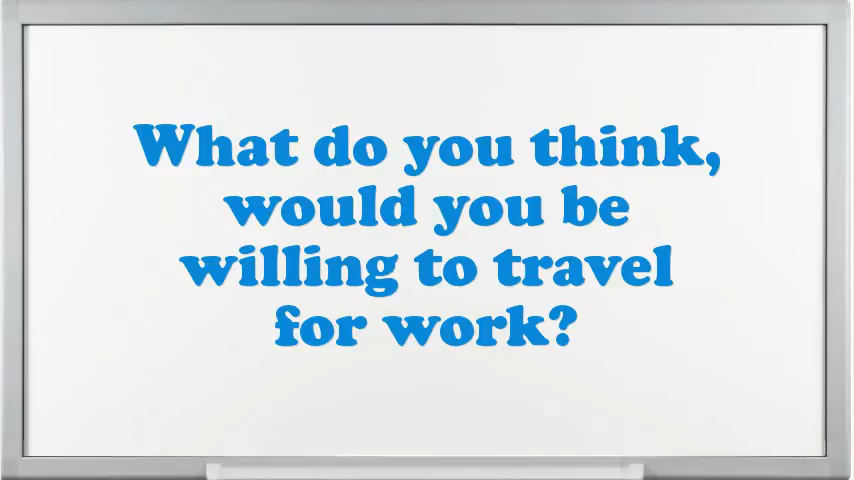 What do you think,
would you be
willing to travel
for work?